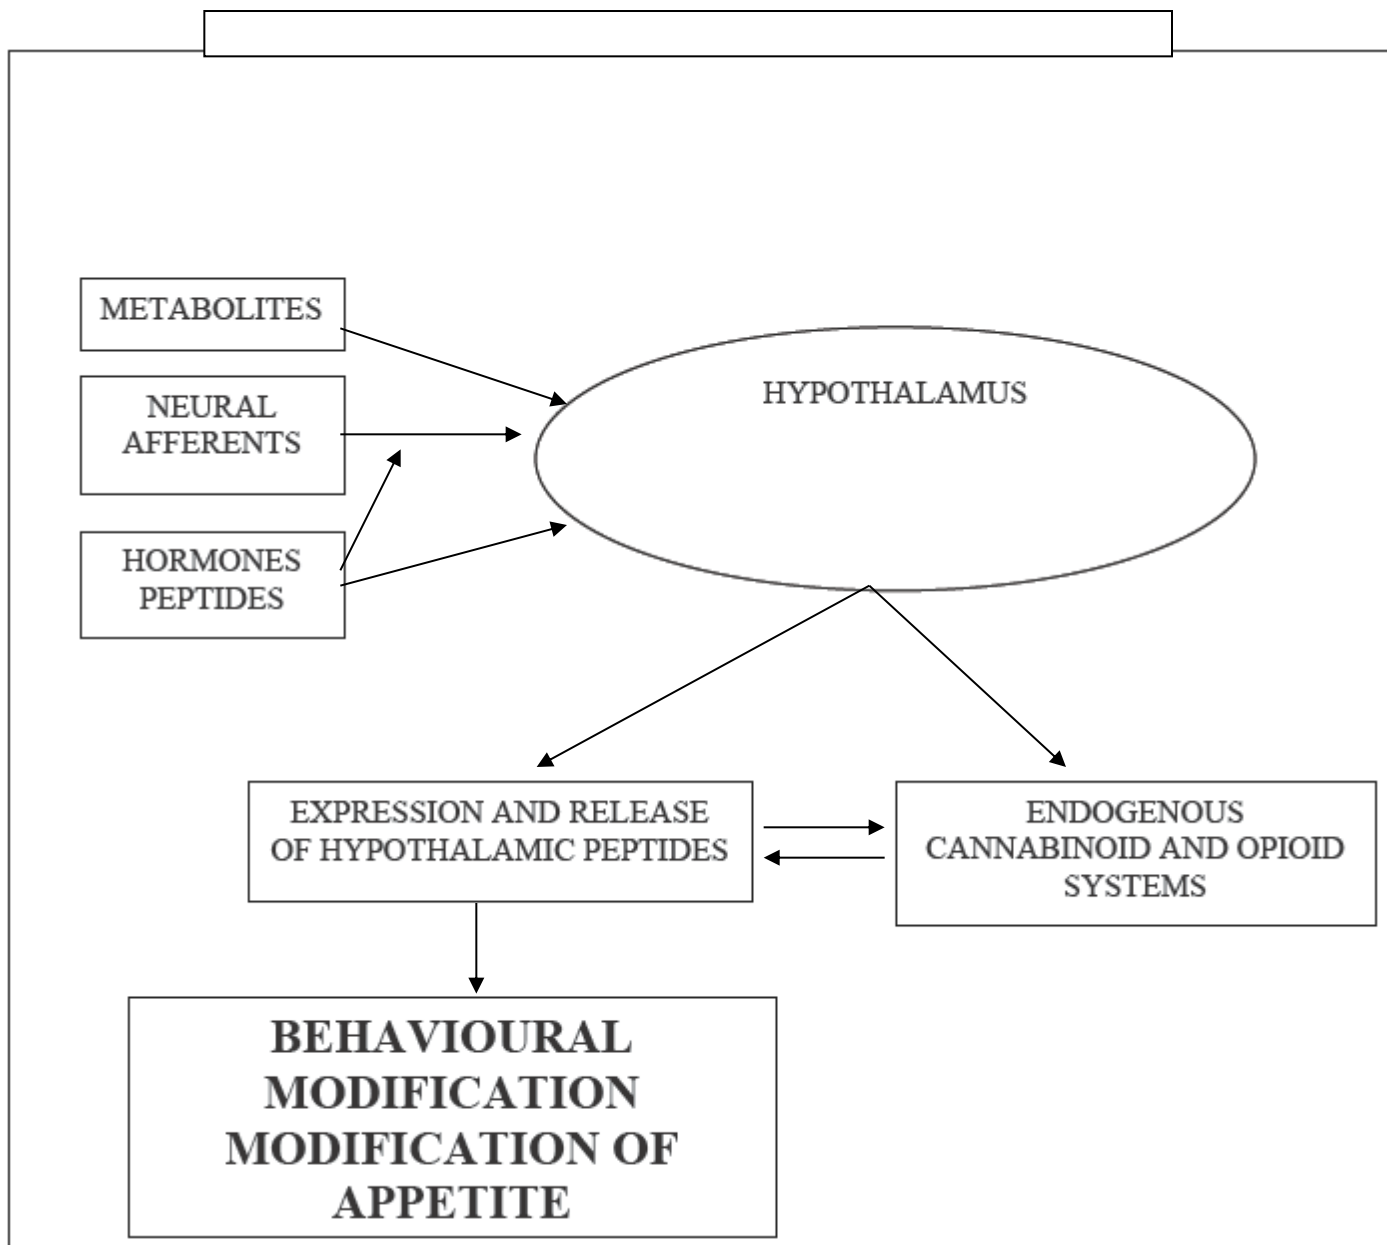 METABOLITES
NEURAL
AFFERENTS
HORMONES
PEPTIDES
HYPOTHALAMUS
EXPRESSION AND RELEASE
OF HYPOTHALAMIC PEPTIDES
ENDOGENOUS
CANNABINOID AND OPIOID
SYSTEMS
BEHAVIOURAL
MODIFICATION
MODIFICATION OF
APPETITE